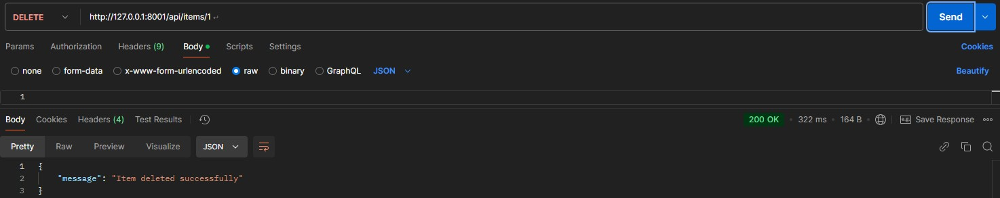 DELETE http://127.0.0.1:8001/api/items/1 Send
Params Authorization Headers (9) Body Scripts Settings Cookies
none form-data x-www-form-urlencoded raw binary GraphQL JSON Beautify
1
Body Cookies Headers (4) Test Results 200 OK 322 ms 164 B e.g. Save Response
Pretty Raw Preview Visualize JSON
1 {
2 "message": "Item deleted successfully"
3 }